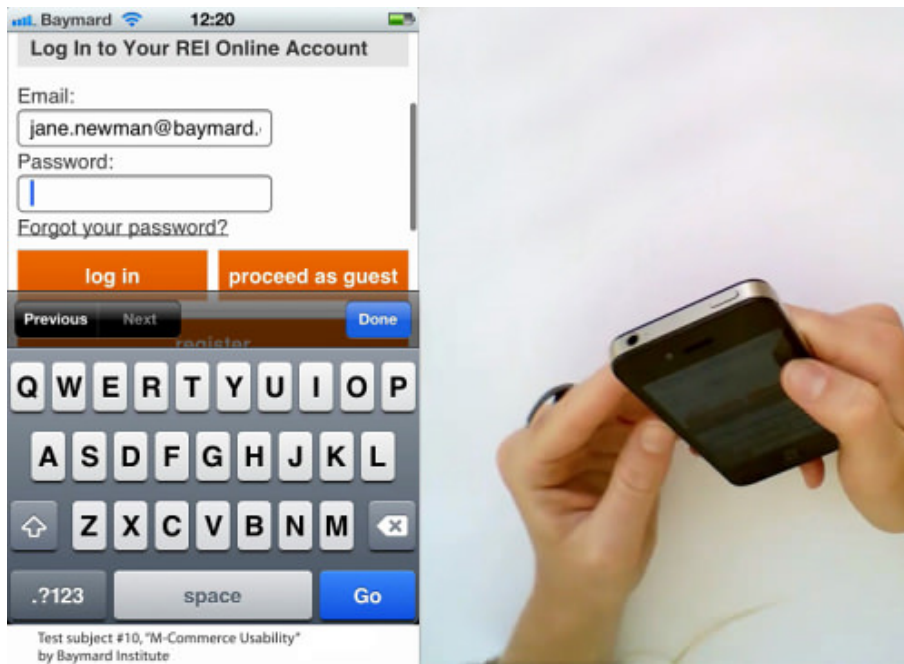 Baymard 12:20
Log In to Your REI Online Account
Email:
jane.newman@baymard.
Password:
Forgot your password?
log in proceed as guest
Previous Next Done
register
Q W E R T Y U I O P
A S D F G H J K L
Z X C V B N M
.?123 space Go
Test subject #10, "M-Commerce Usability"
by Baymard Institute